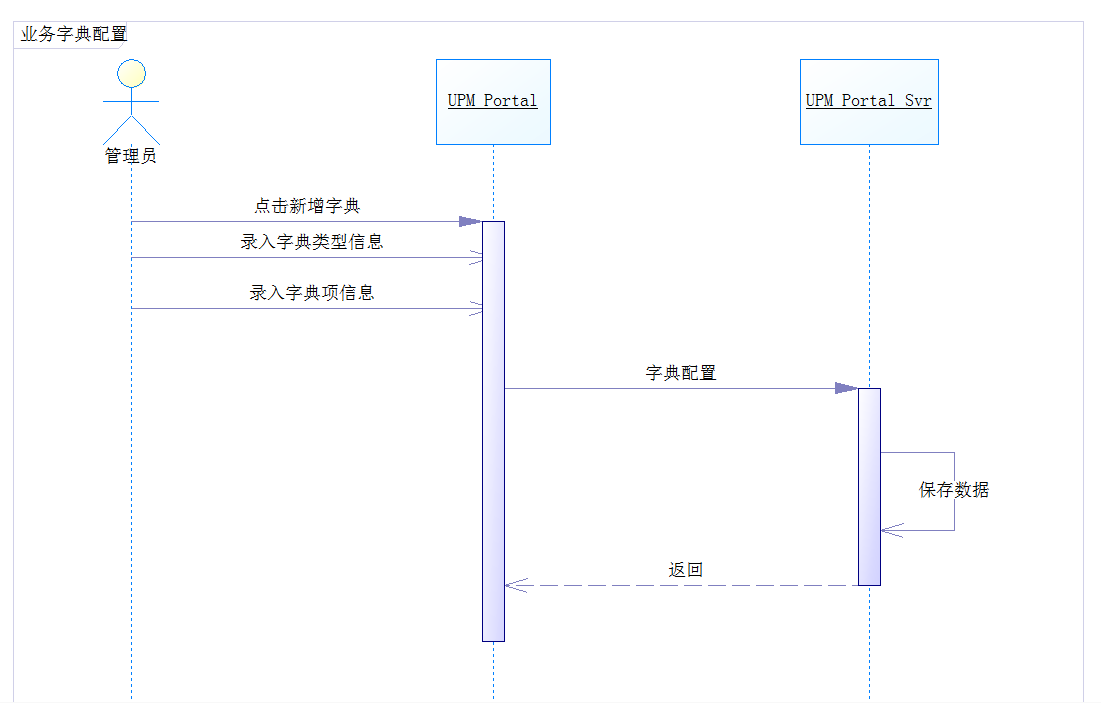 业务字典配置
UPM Portal
UPM Portal Svr
管理员
点击新增字典
录入字典类型信息
录入字典项信息
字典配置
保存数据
返回